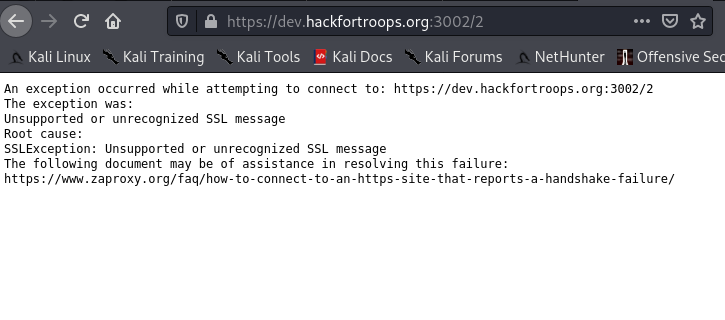 https://dev.hackfortroops.org:3002/2
Kali Linux Kali Training Kali Tools Kali Docs Kali Forums NetHunter Offensive Sec
An exception occurred while attempting to connect to: https://dev.hackfortroops.org:3002/2
The exception was:
Unsupported or unrecognized SSL message
Root cause:
SSLException: Unsupported or unrecognized SSL message
The following document may be of assistance in resolving this failure:
https://www.zaproxy.org/faq/how-to-connect-to-an-https-site-that-reports-a-handshake-failure/